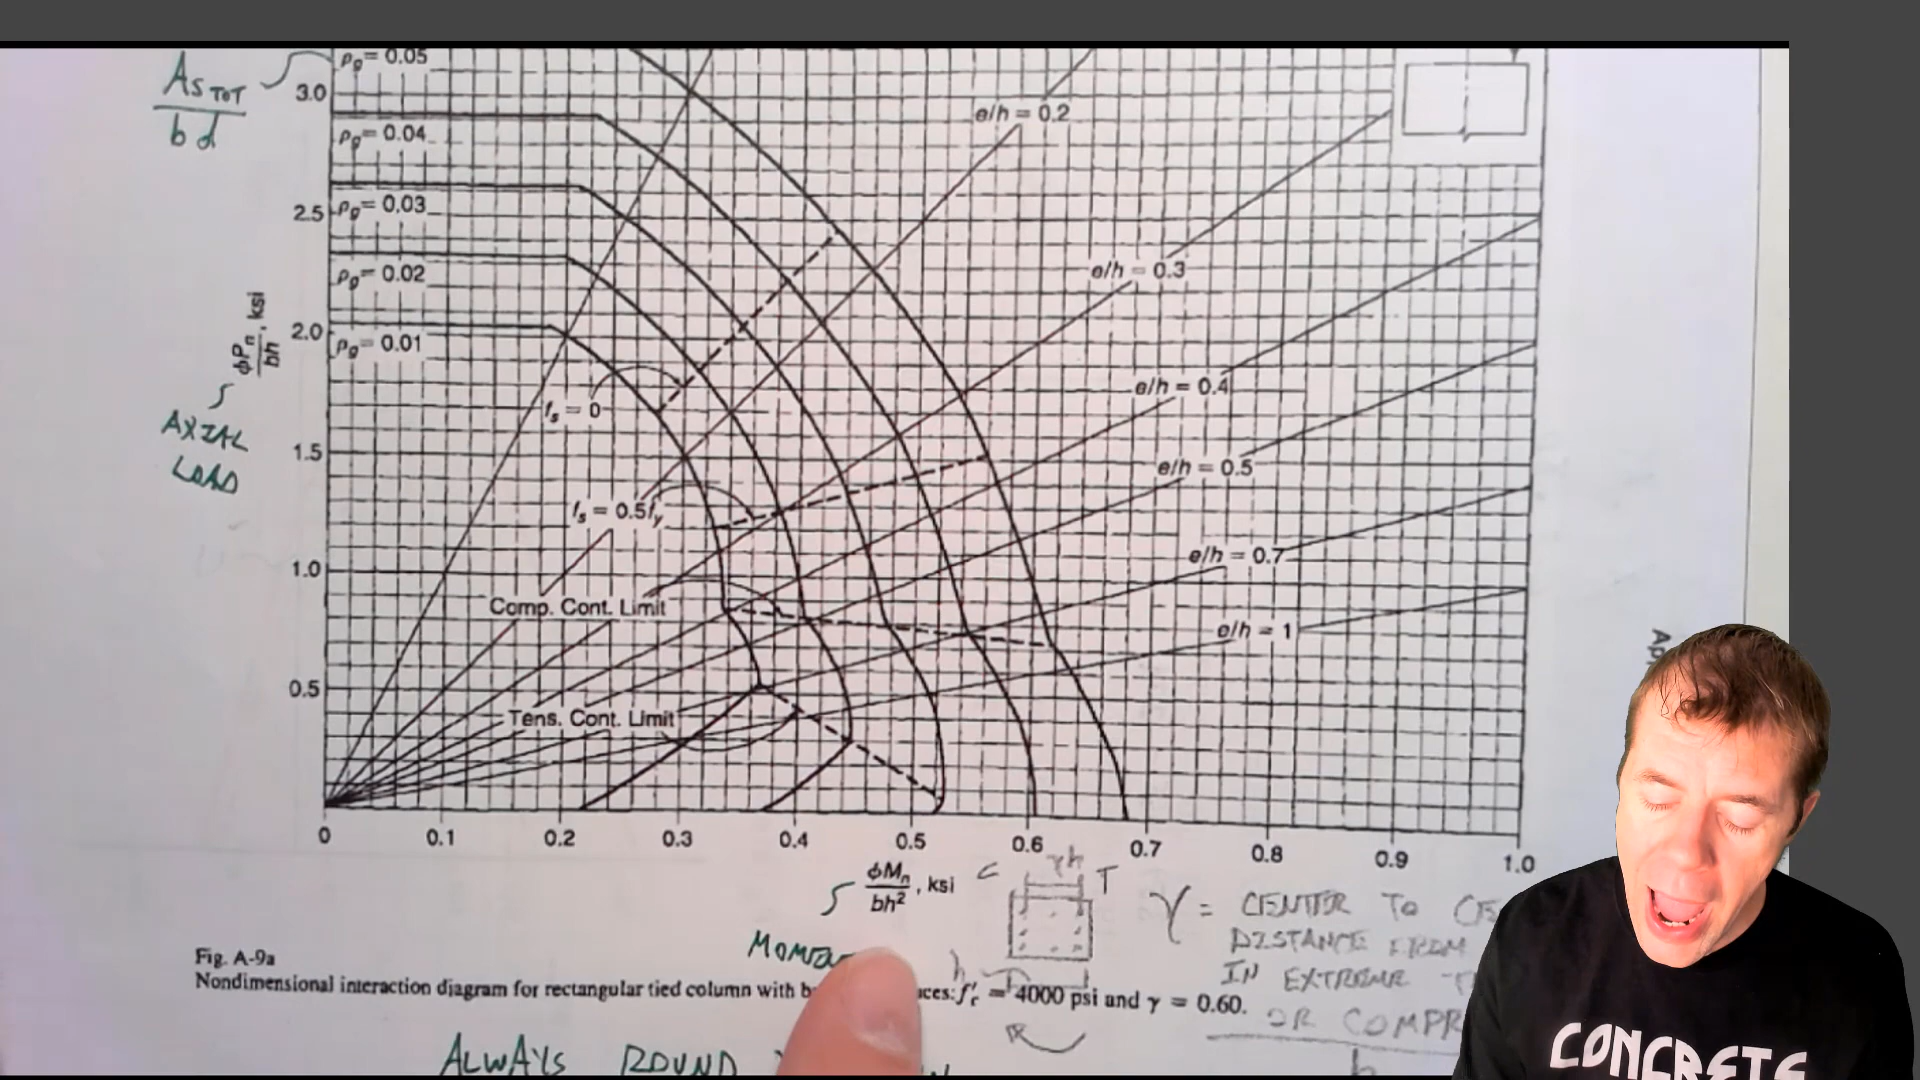 As TOT
b d
ρg = 0.05
3.0
e/h = 0.2
ρg = 0.04
2.5
ρg = 0.03
e/h = 0.3
ρg = 0.02
2.0
ρg = 0.01
ϕPn
bh , ksi
AXIAL
LOAD
e/h = 0.4
fs = 0
1.5
e/h = 0.5
fs = 0.5fy
1.0
e/h = 0.7
Comp. Cont. Limit
e/h = 1
0.5
Tens. Cont. Limit
0 0.1 0.2 0.3 0.4 0.5 0.6 0.7 0.8 0.9 1.0
ϕMn
bh² , ksi
C γh T
h
γ = CENTER TO
DISTANCE FROM
IN EXTREME
OR COMPR
h
Fig. A-9a
Nondimensional interaction diagram for rectangular tied column with f′c = 4000 psi and γ = 0.60.
ALWAYS ROUND
CONCRETE